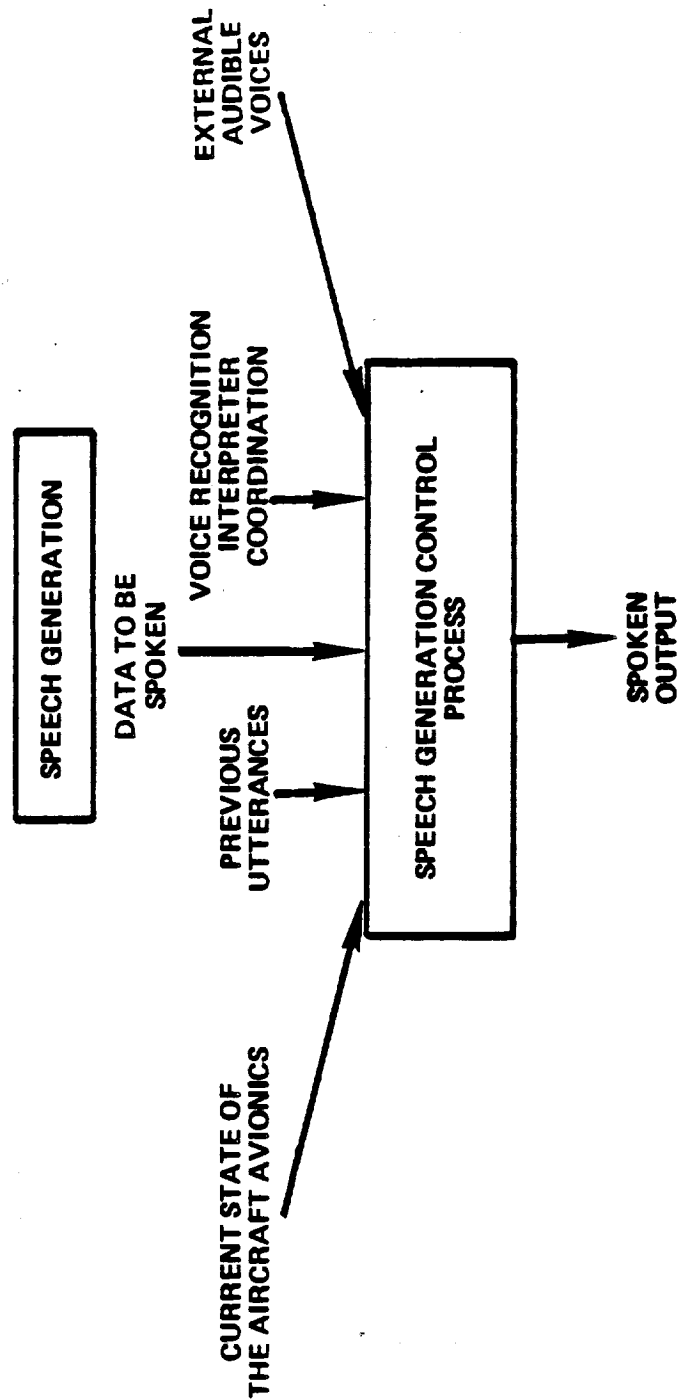 SPEECH GENERATION
DATA TO BE
SPOKEN
CURRENT STATE OF
THE AIRCRAFT AVIONICS
PREVIOUS
UTTERANCES
VOICE RECOGNITION
INTERPRETER
COORDINATION
EXTERNAL
AUDIBLE
VOICES
SPEECH GENERATION CONTROL
PROCESS
SPOKEN
OUTPUT